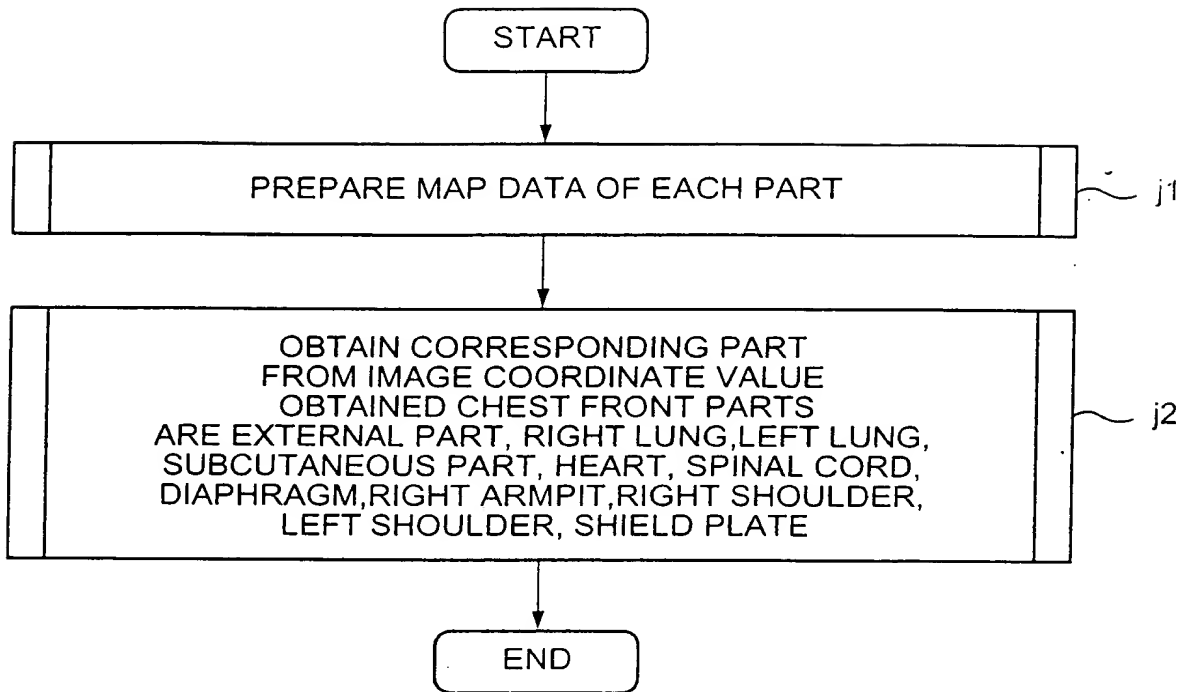 START
PREPARE MAP DATA OF EACH PART
j1
OBTAIN CORRESPONDING PART
FROM IMAGE COORDINATE VALUE
OBTAINED CHEST FRONT PARTS
ARE EXTERNAL PART, RIGHT LUNG,LEFT LUNG,
SUBCUTANEOUS PART, HEART, SPINAL CORD,
DIAPHRAGM,RIGHT ARMPIT,RIGHT SHOULDER,
LEFT SHOULDER, SHIELD PLATE
j2
END